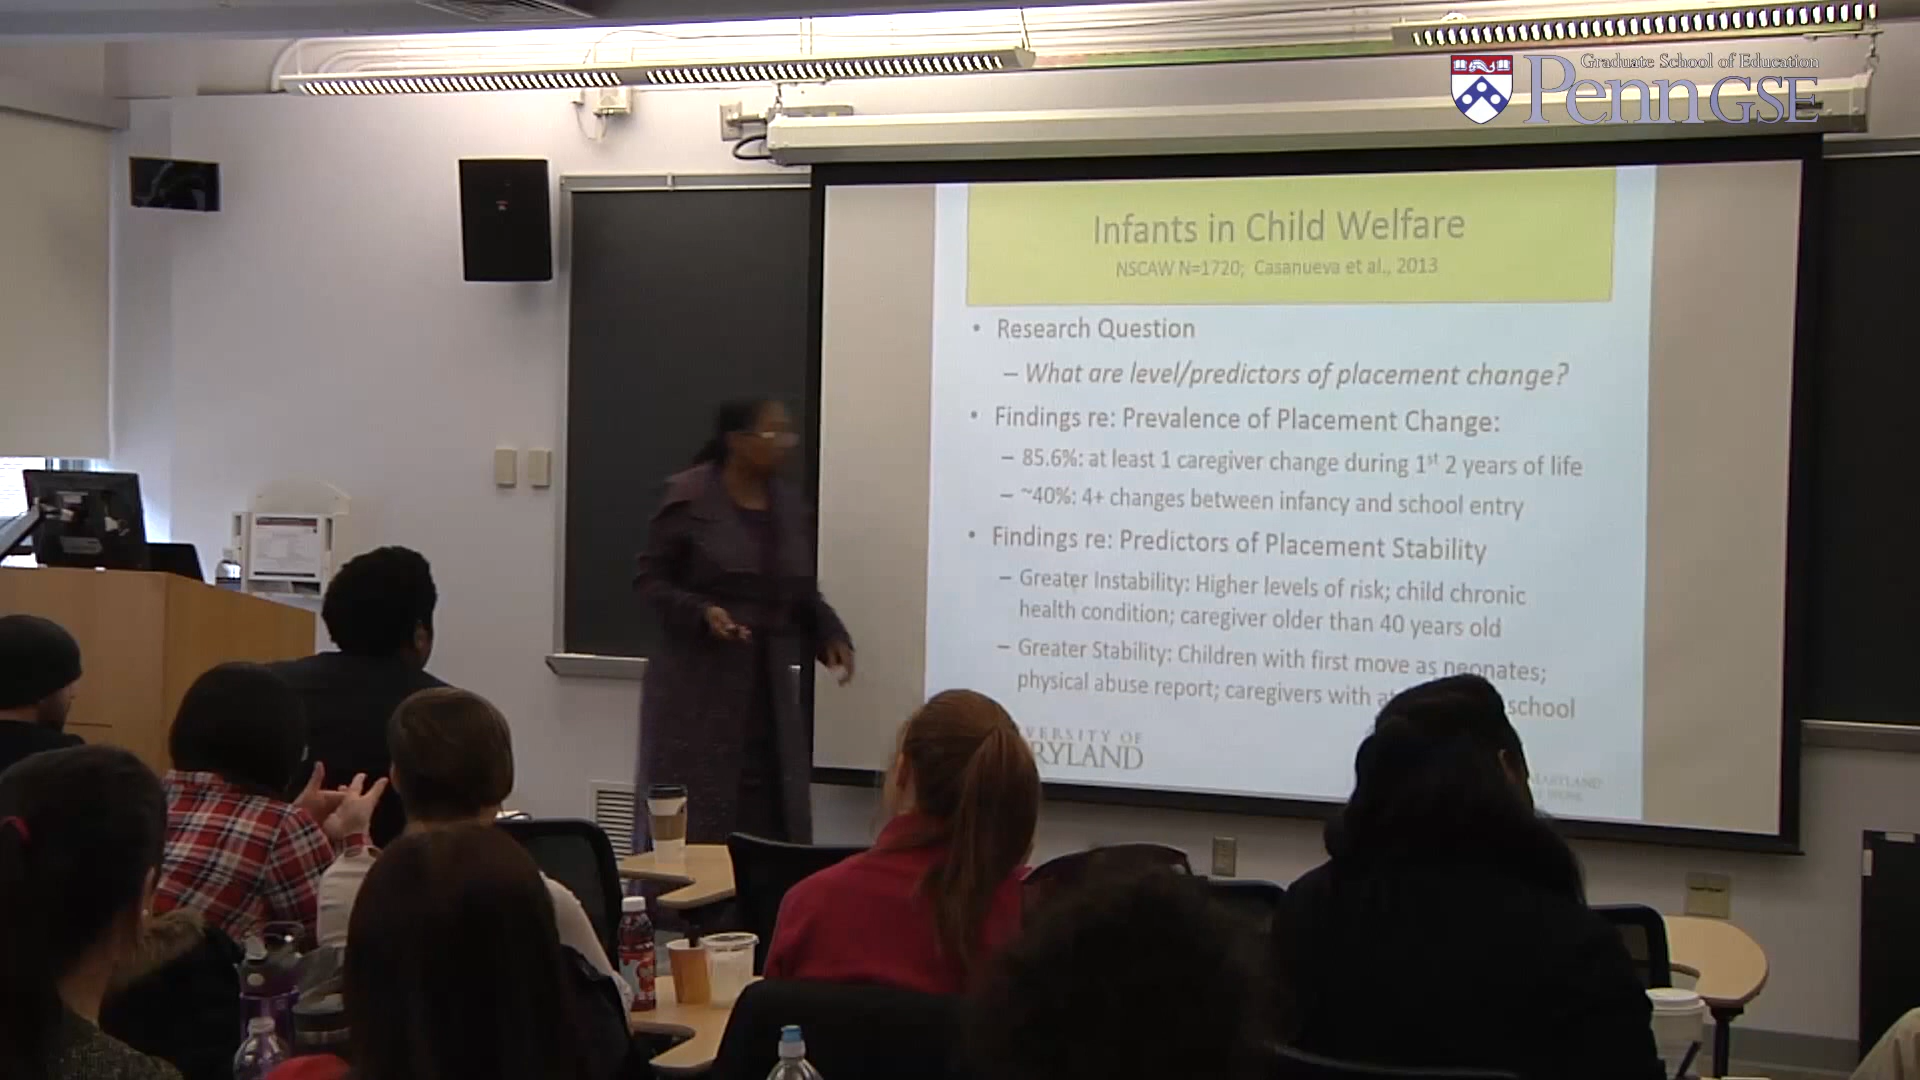 Graduate School of Education
Penn GSE
Infants in Child Welfare
NSCAW N=1720; Casanueva et al., 2013
• Research Question
– What are level/predictors of placement change?
• Findings re: Prevalence of Placement Change:
– 85.6%: at least 1 caregiver change during 1st 2 years of life
– ~40%: 4+ changes between infancy and school entry
• Findings re: Predictors of Placement Stability
– Greater Instability: Higher levels of risk; child chronic
health condition; caregiver older than 40 years old
– Greater Stability: Children with first move as neonates;
physical abuse report; caregivers with school
VERSITY OF
RYLAND